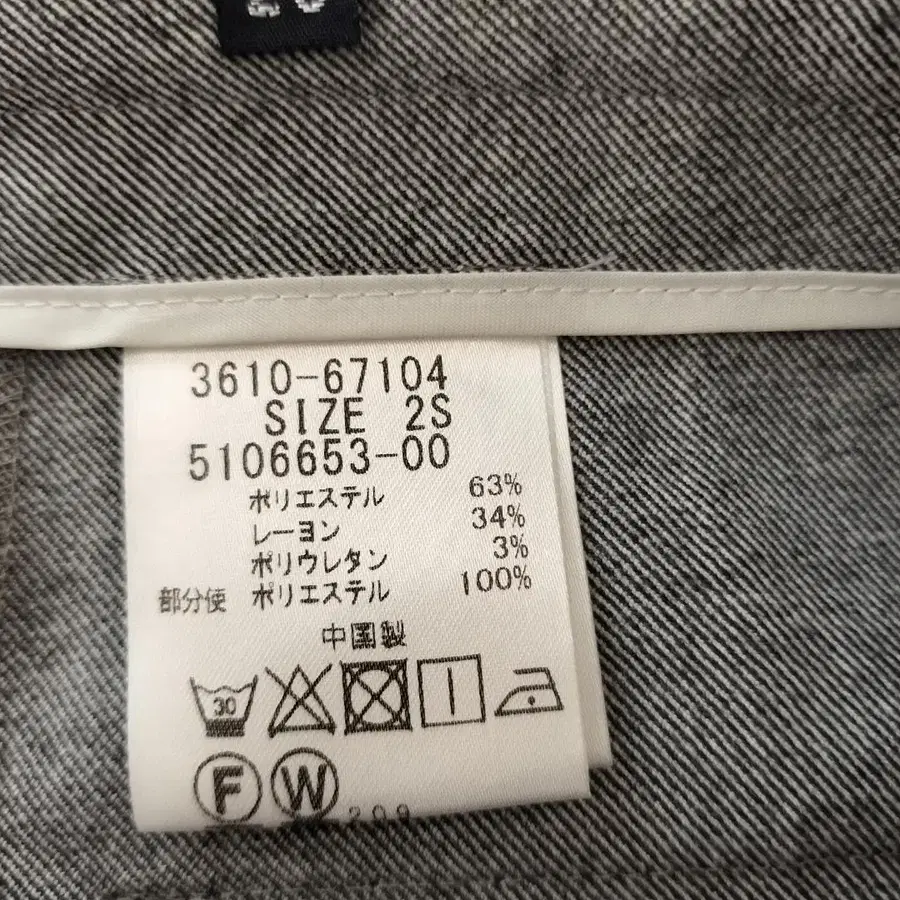 3610-67104
SIZE 2S
5106653-00
ポリエステル 63%
レーヨン 34%
ポリウレタン 3%
部分使 ポリエステル 100%
中国製
30
F W
209